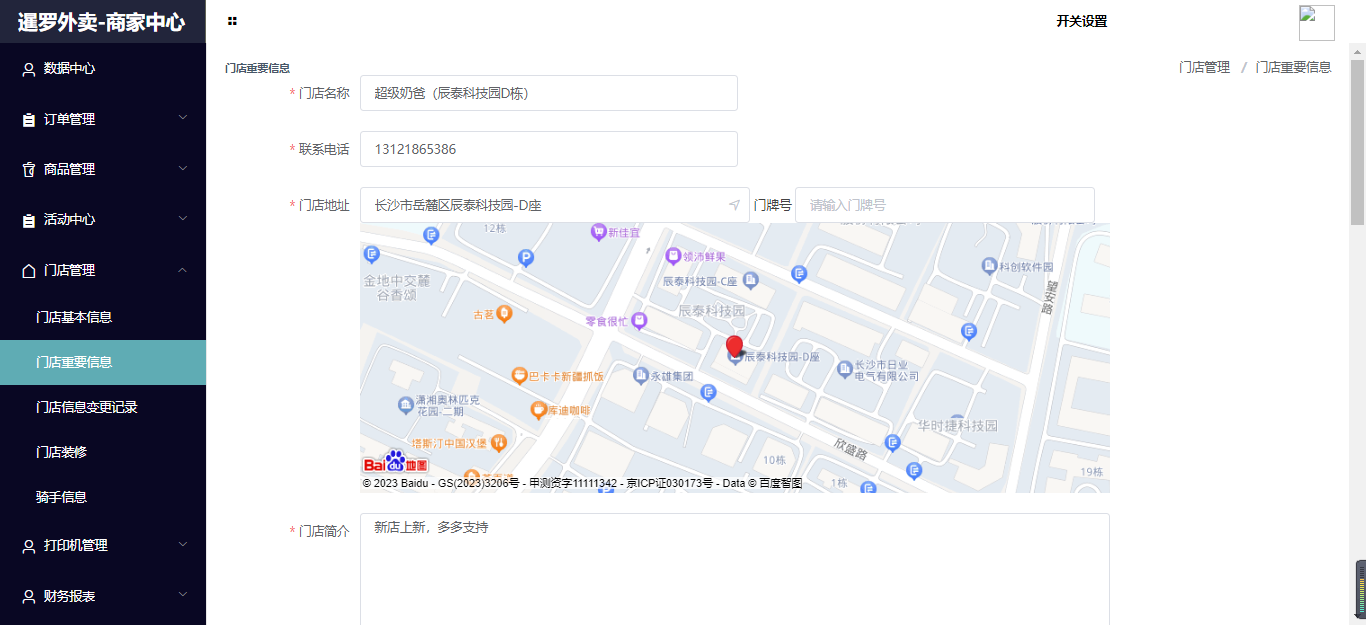 暹罗外卖-商家中心
开关设置
数据中心
订单管理
商品管理
活动中心
门店管理
门店基本信息
门店重要信息
门店信息变更记录
门店装修
骑手信息
打印机管理
财务报表
门店重要信息
门店管理 / 门店重要信息
* 门店名称 超级奶爸（辰泰科技园D栋）
* 联系电话 13121865386
* 门店地址 长沙市岳麓区辰泰科技园-D座 门牌号 请输入门牌号
12栋
新佳宜
领沛鲜果
科创软件园
金地中交麓
谷香颂
辰泰科技园-C座
望安路
古茗
零食很忙
辰泰科技园
辰泰科技园-D座
长沙市日业
电气有限公司
巴卡卡新疆抓饭
永雄集团
潇湘奥林匹克
花园-二期
库迪咖啡
华时捷科技园
塔斯汀中国汉堡
欣盛路
10栋
19栋
1栋
Bai du 地图
© 2023 Baidu - GS(2023)3206号 - 甲测资字11111342 - 京ICP证030173号 - Data © 百度智图
* 门店简介 新店上新，多多支持